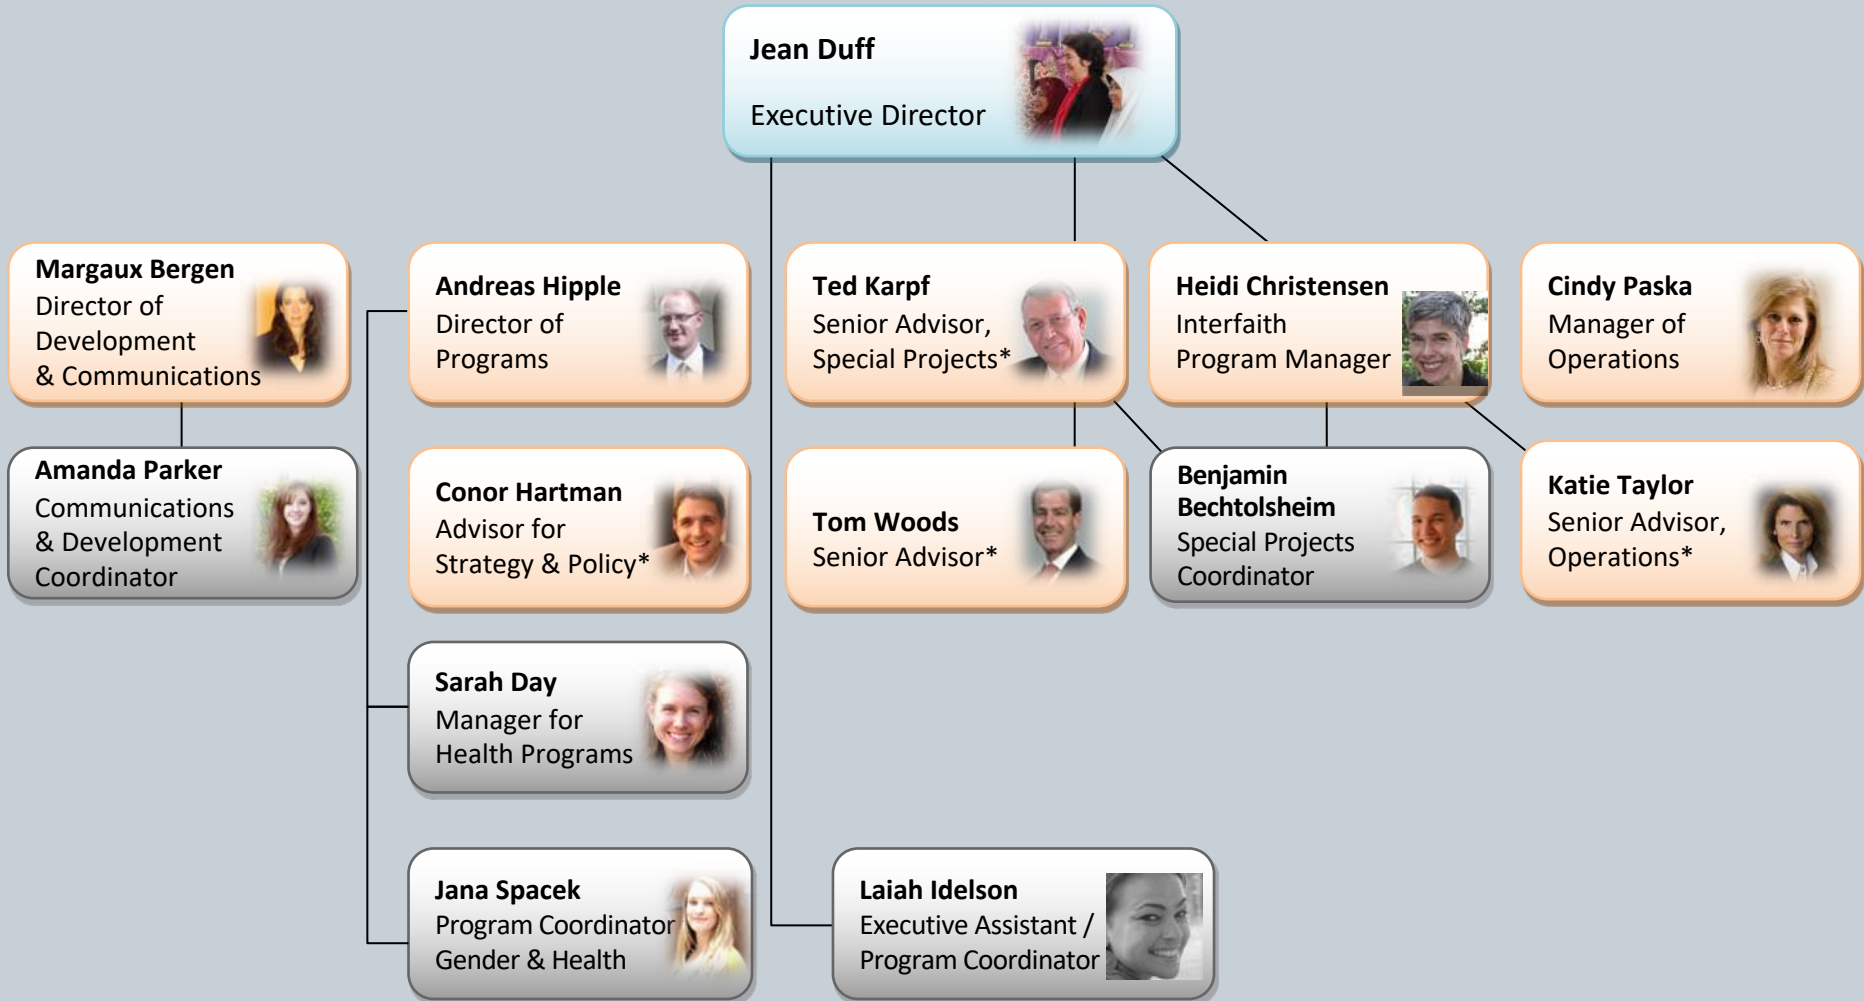 Jean Duff
Executive Director
Margaux Bergen
Director of
Development
& Communications
Andreas Hipple
Director of
Programs
Ted Karpf
Senior Advisor,
Special Projects*
Heidi Christensen
Interfaith
Program Manager
Cindy Paska
Manager of
Operations
Amanda Parker
Communications
& Development
Coordinator
Conor Hartman
Advisor for
Strategy & Policy*
Tom Woods
Senior Advisor*
Benjamin
Bechtolsheim
Special Projects
Coordinator
Katie Taylor
Senior Advisor,
Operations*
Sarah Day
Manager for
Health Programs
Jana Spacek
Program Coordinator
Gender & Health
Laiah Idelson
Executive Assistant /
Program Coordinator